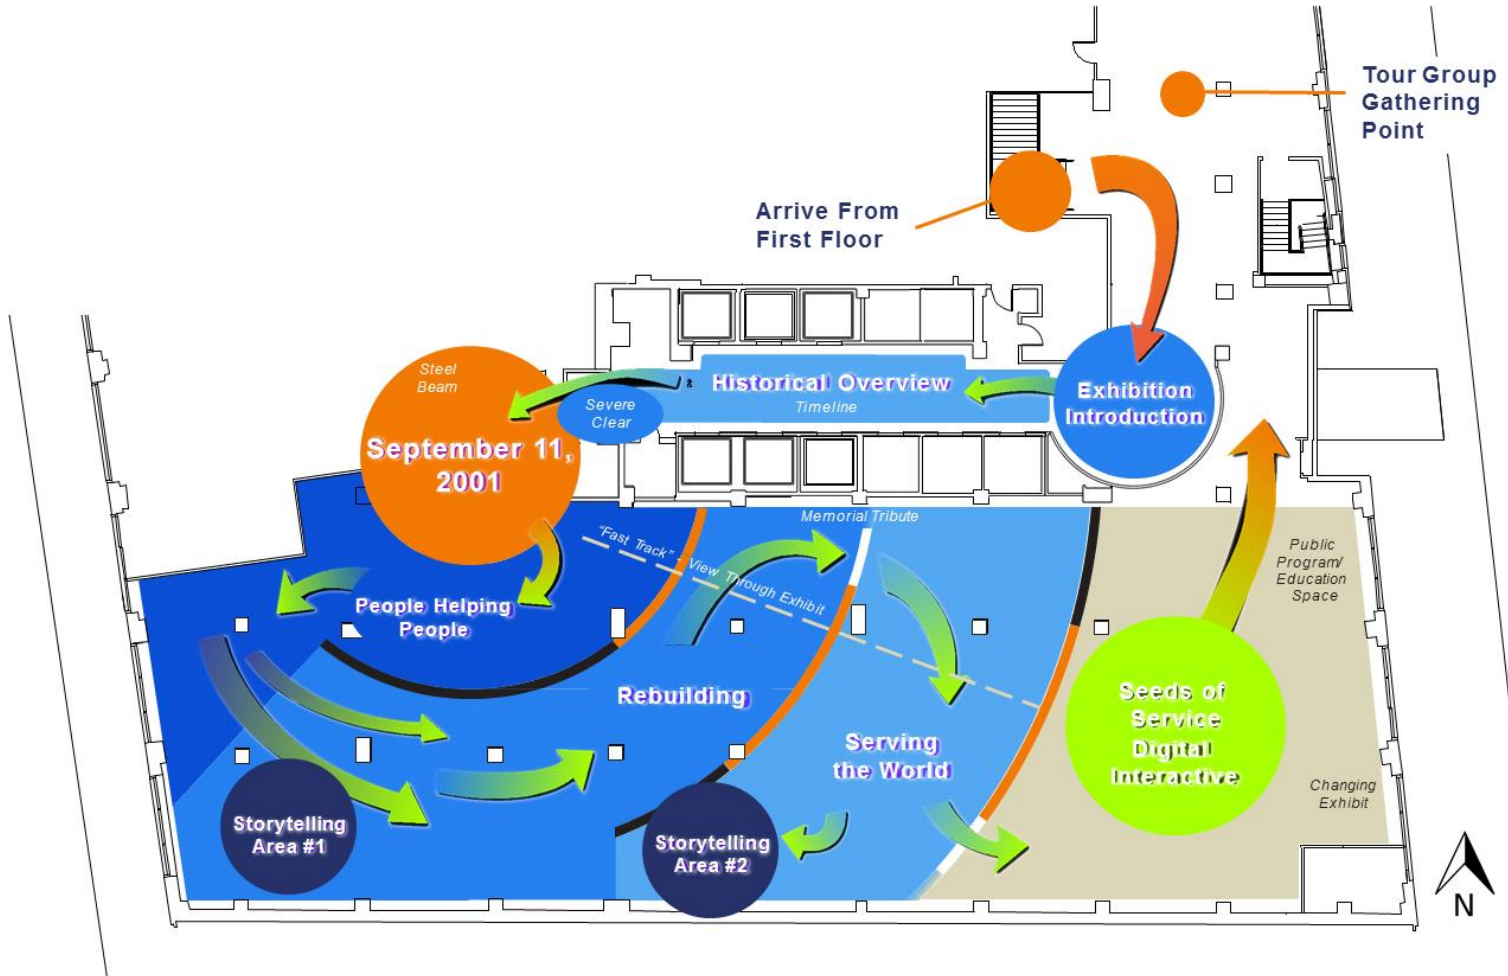 Tour Group
Gathering
Point
Arrive From
First Floor
Exhibition
Introduction
Historical Overview
Timeline
Severe
Clear
Steel
Beam
September 11,
2001
Memorial Tribute
"Fast Track" - View Through Exhibit
People Helping
People
Rebuilding
Serving
the World
Storytelling
Area #1
Storytelling
Area #2
Seeds of
Service
Digital
Interactive
Public
Program/
Education
Space
Changing
Exhibit
N